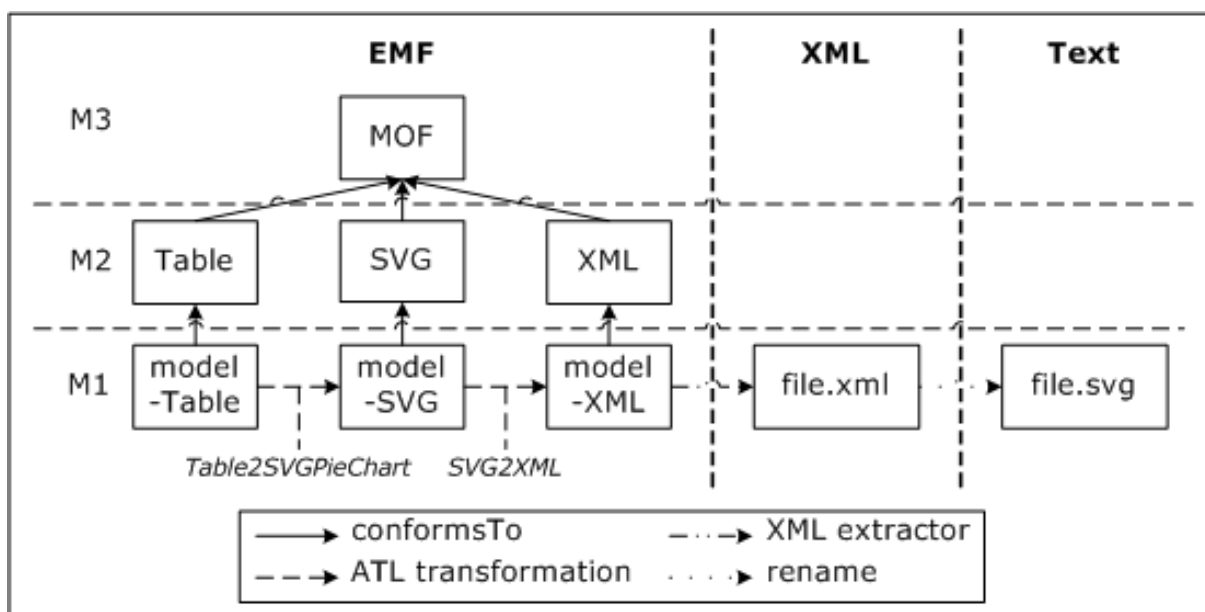 EMF
XML
Text
M3
MOF
M2
Table
SVG
XML
M1
model
-Table
model
-SVG
model
-XML
file.xml
file.svg
Table2SVGPieChart
SVG2XML
conformsTo
XML extractor
ATL transformation
rename